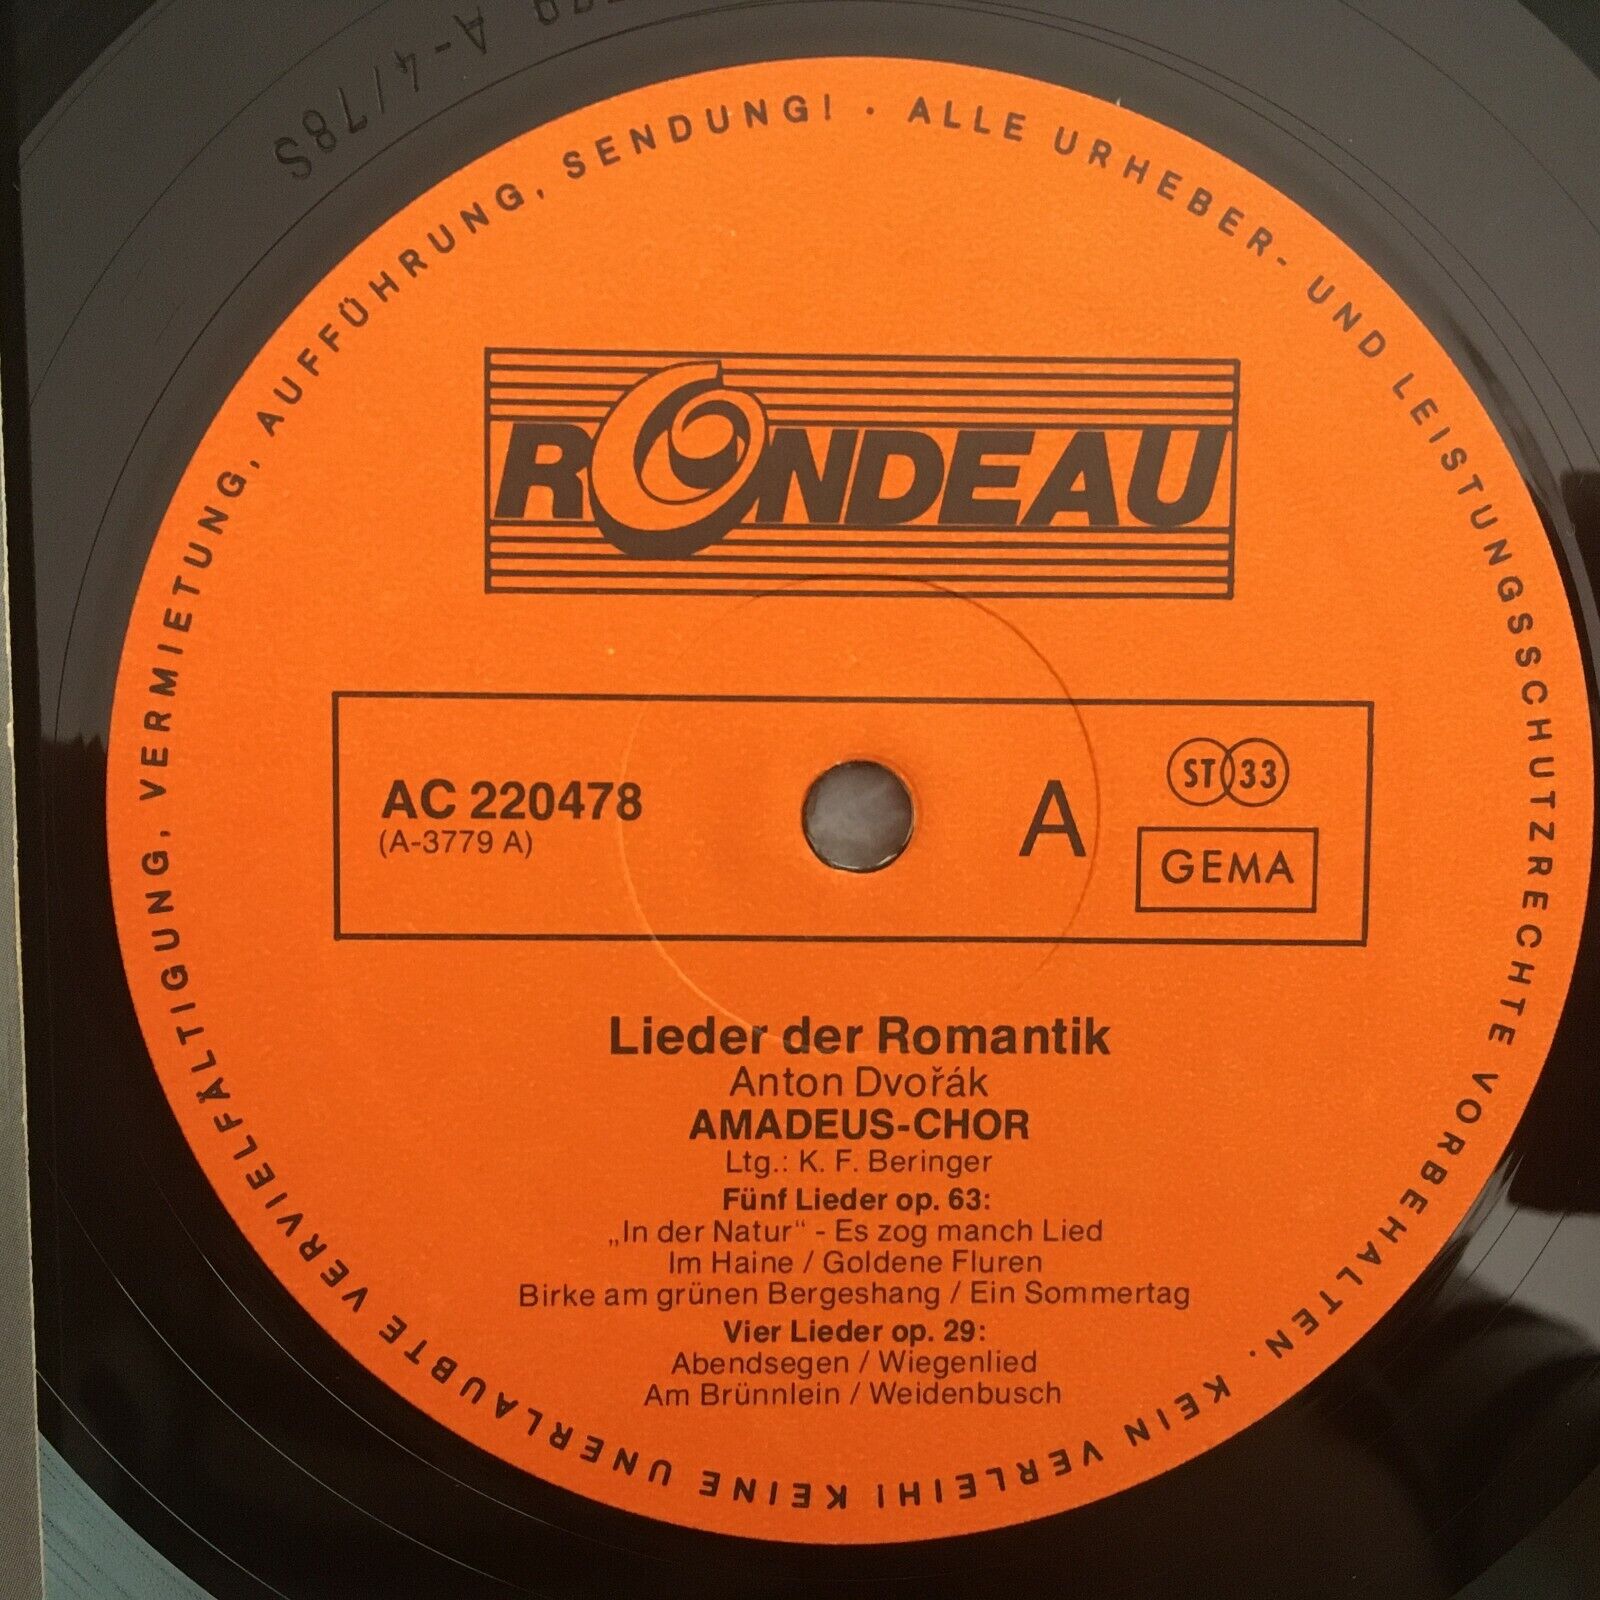 ALLE URHEBER- UND LEISTUNGSSCHUTZRECHTE VORBEHALTEN. KEIN VERLEIH! KEINE UNERLAUBTE VERVIELFÄLTIGUNG, VERMIETUNG, AUFFÜHRUNG, SENDUNG! ·
A-4/78S
RONDEAU
AC 220478
(A-3779 A)
A
ST 33
GEMA
Lieder der Romantik
Anton Dvořák
AMADEUS-CHOR
Ltg.: K. F. Beringer
Fünf Lieder op. 63:
„In der Natur“ - Es zog manch Lied
Im Haine / Goldene Fluren
Birke am grünen Bergeshang / Ein Sommertag
Vier Lieder op. 29:
Abendsegen / Wiegenlied
Am Brünnlein / Weidenbusch